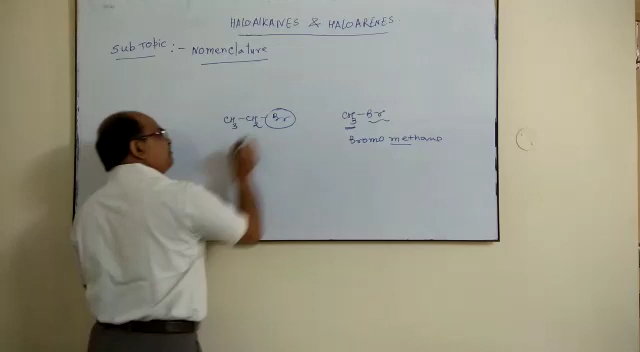 HALOALKANES & HALOARENES.
Sub Topic :- Nomenclature
CH3-CH2-Br
CH3-Br
Bromo methane